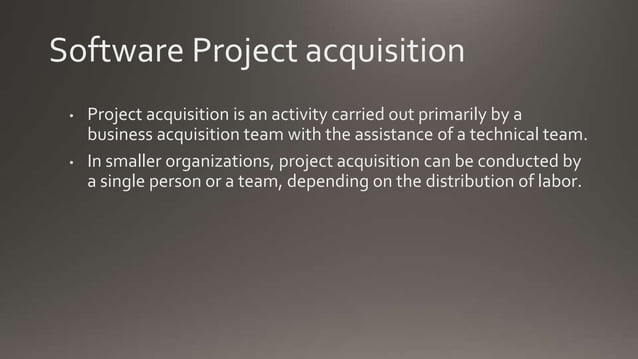 Software Project acquisition
• Project acquisition is an activity carried out primarily by a
business acquisition team with the assistance of a technical team.
• In smaller organizations, project acquisition can be conducted by
a single person or a team, depending on the distribution of labor.